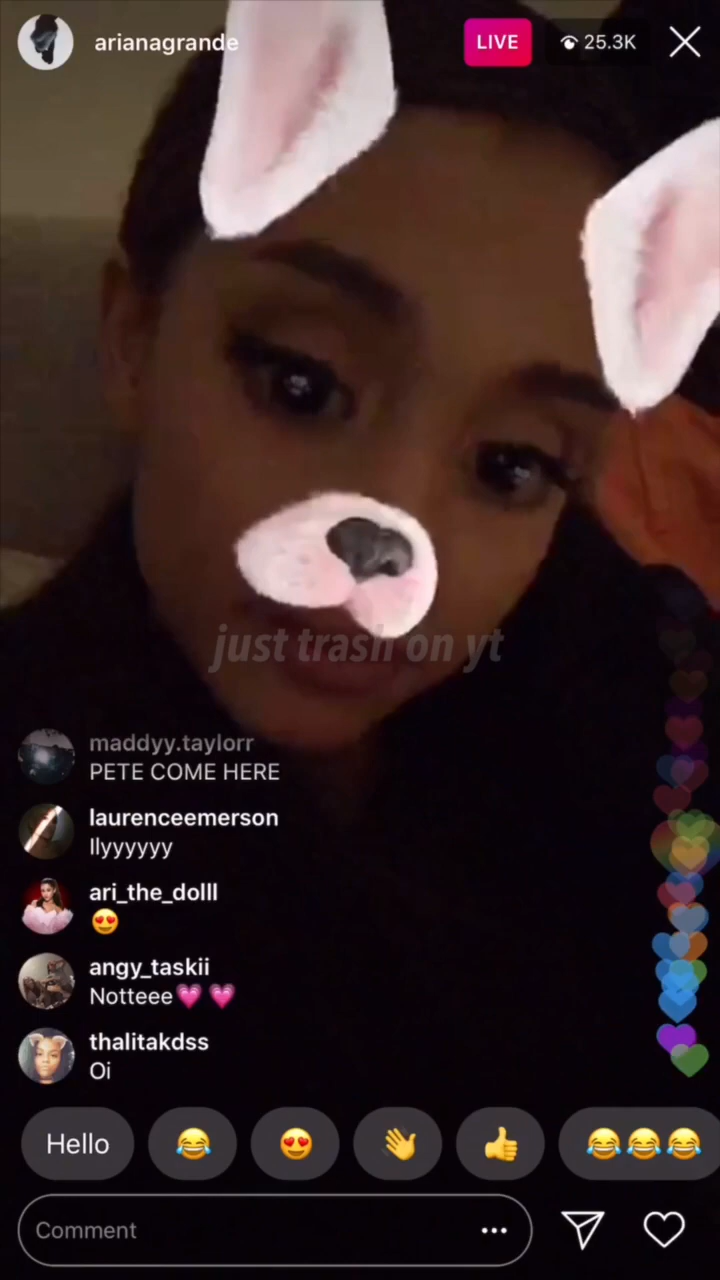 arianagrande
LIVE
25.3K
just trash on yt
maddyy.taylorr
PETE COME HERE
laurenceemerson
Ilyyyyyy
ari_the_dolll
😍
angy_taskii
Notteee💗💗
thalitakdss
Oi
Hello 😂 😍 👋 👍 😂😂😂
Comment